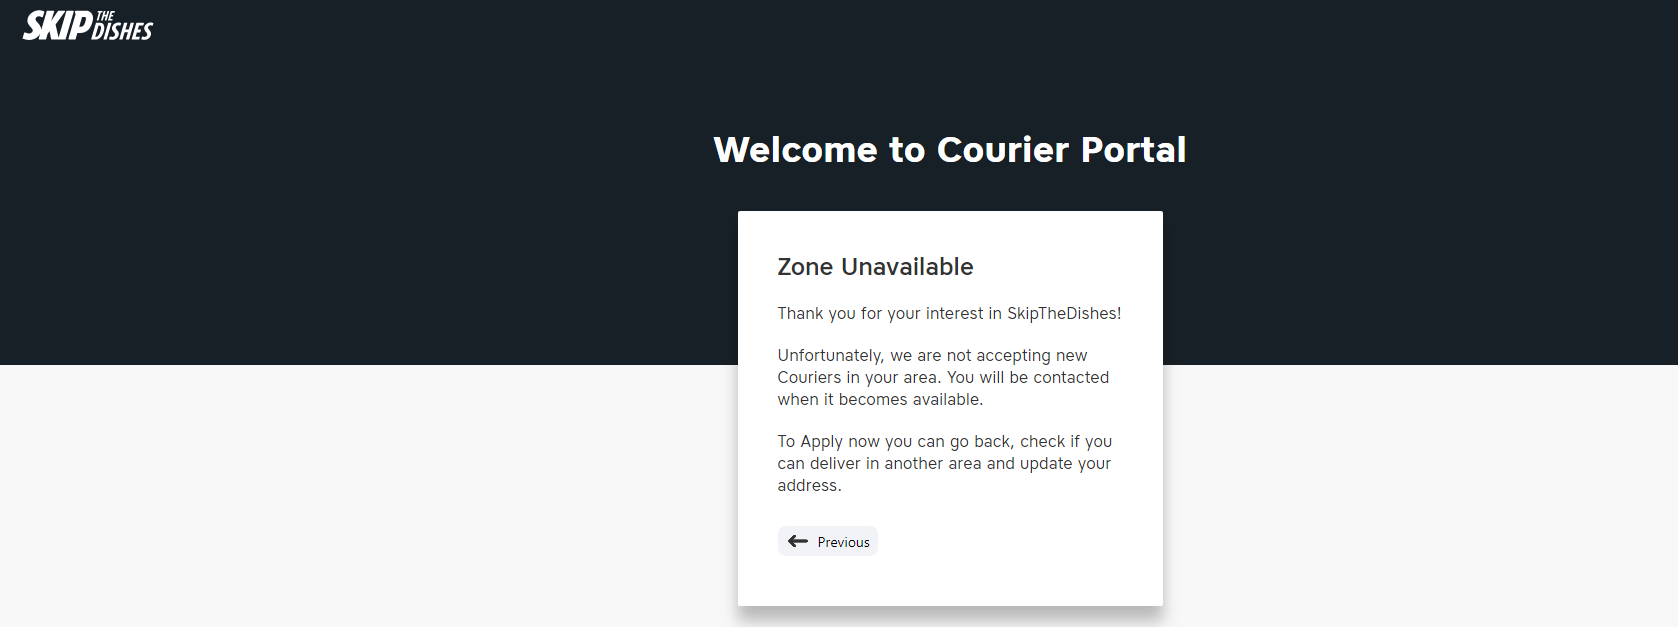 SKIP THE DISHES
Welcome to Courier Portal
Zone Unavailable
Thank you for your interest in SkipTheDishes!
Unfortunately, we are not accepting new
Couriers in your area. You will be contacted
when it becomes available.
To Apply now you can go back, check if you
can deliver in another area and update your
address.
Previous